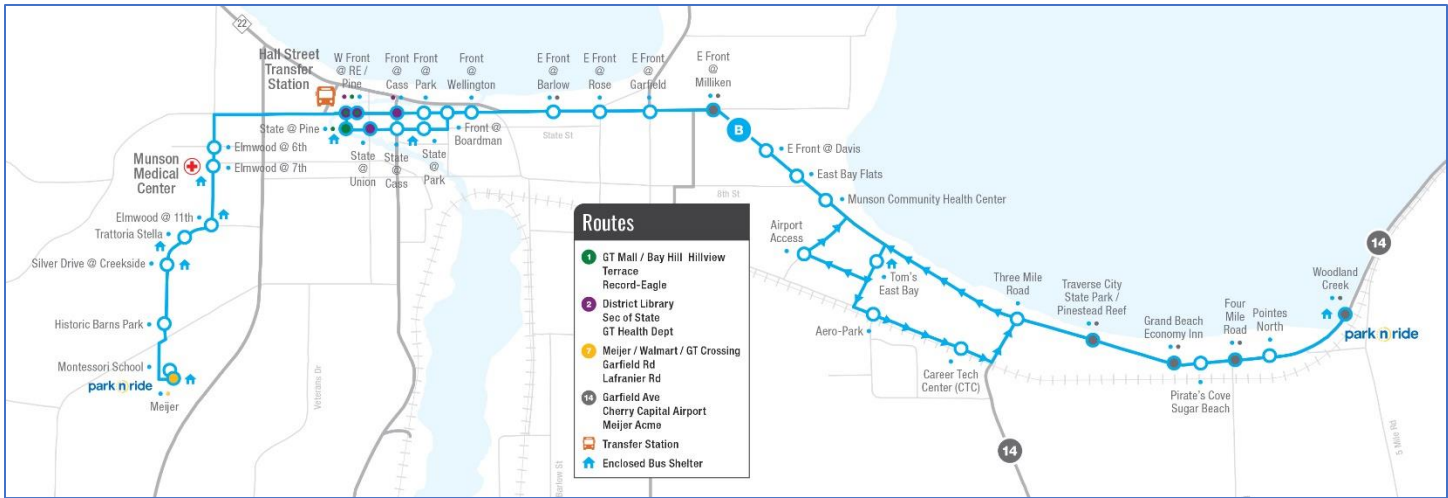 22
Hall Street
Transfer
Station
W Front
@ RE /
Pine
Front
@
Cass
Front
@
Park
Front
@
Wellington
E Front
@
Barlow
E Front
@
Rose
E Front
@
Garfield
E Front
@
Milliken
State @ Pine
State
@
Union
State
@
Cass
State
@
Park
Front @
Boardman
State St
B
Elmwood @ 6th
Elmwood @ 7th
Munson
Medical
Center
Elmwood @ 11th
Trattoria Stella
Silver Drive @ Creekside
Historic Barns Park
Montessori School
park n ride
Meijer
Veterans Dr
8th St
Barlow St
E Front @ Davis
East Bay Flats
Munson Community Health Center
Airport
Access
Tom's
East Bay
Aero-Park
Career Tech
Center (CTC)
Three Mile
Road
Traverse City
State Park /
Pinestead Reef
Grand Beach
Economy Inn
Pirate's Cove
Sugar Beach
Four
Mile
Road
Pointes
North
Woodland
Creek
park n ride
14
14
5 Mile Rd
Routes
1 GT Mall / Bay Hill Hillview
Terrace
Record-Eagle
2 District Library
Sec of State
GT Health Dept
7 Meijer / Walmart / GT Crossing
Garfield Rd
Lafranier Rd
14 Garfield Ave
Cherry Capital Airport
Meijer Acme
Transfer Station
Enclosed Bus Shelter